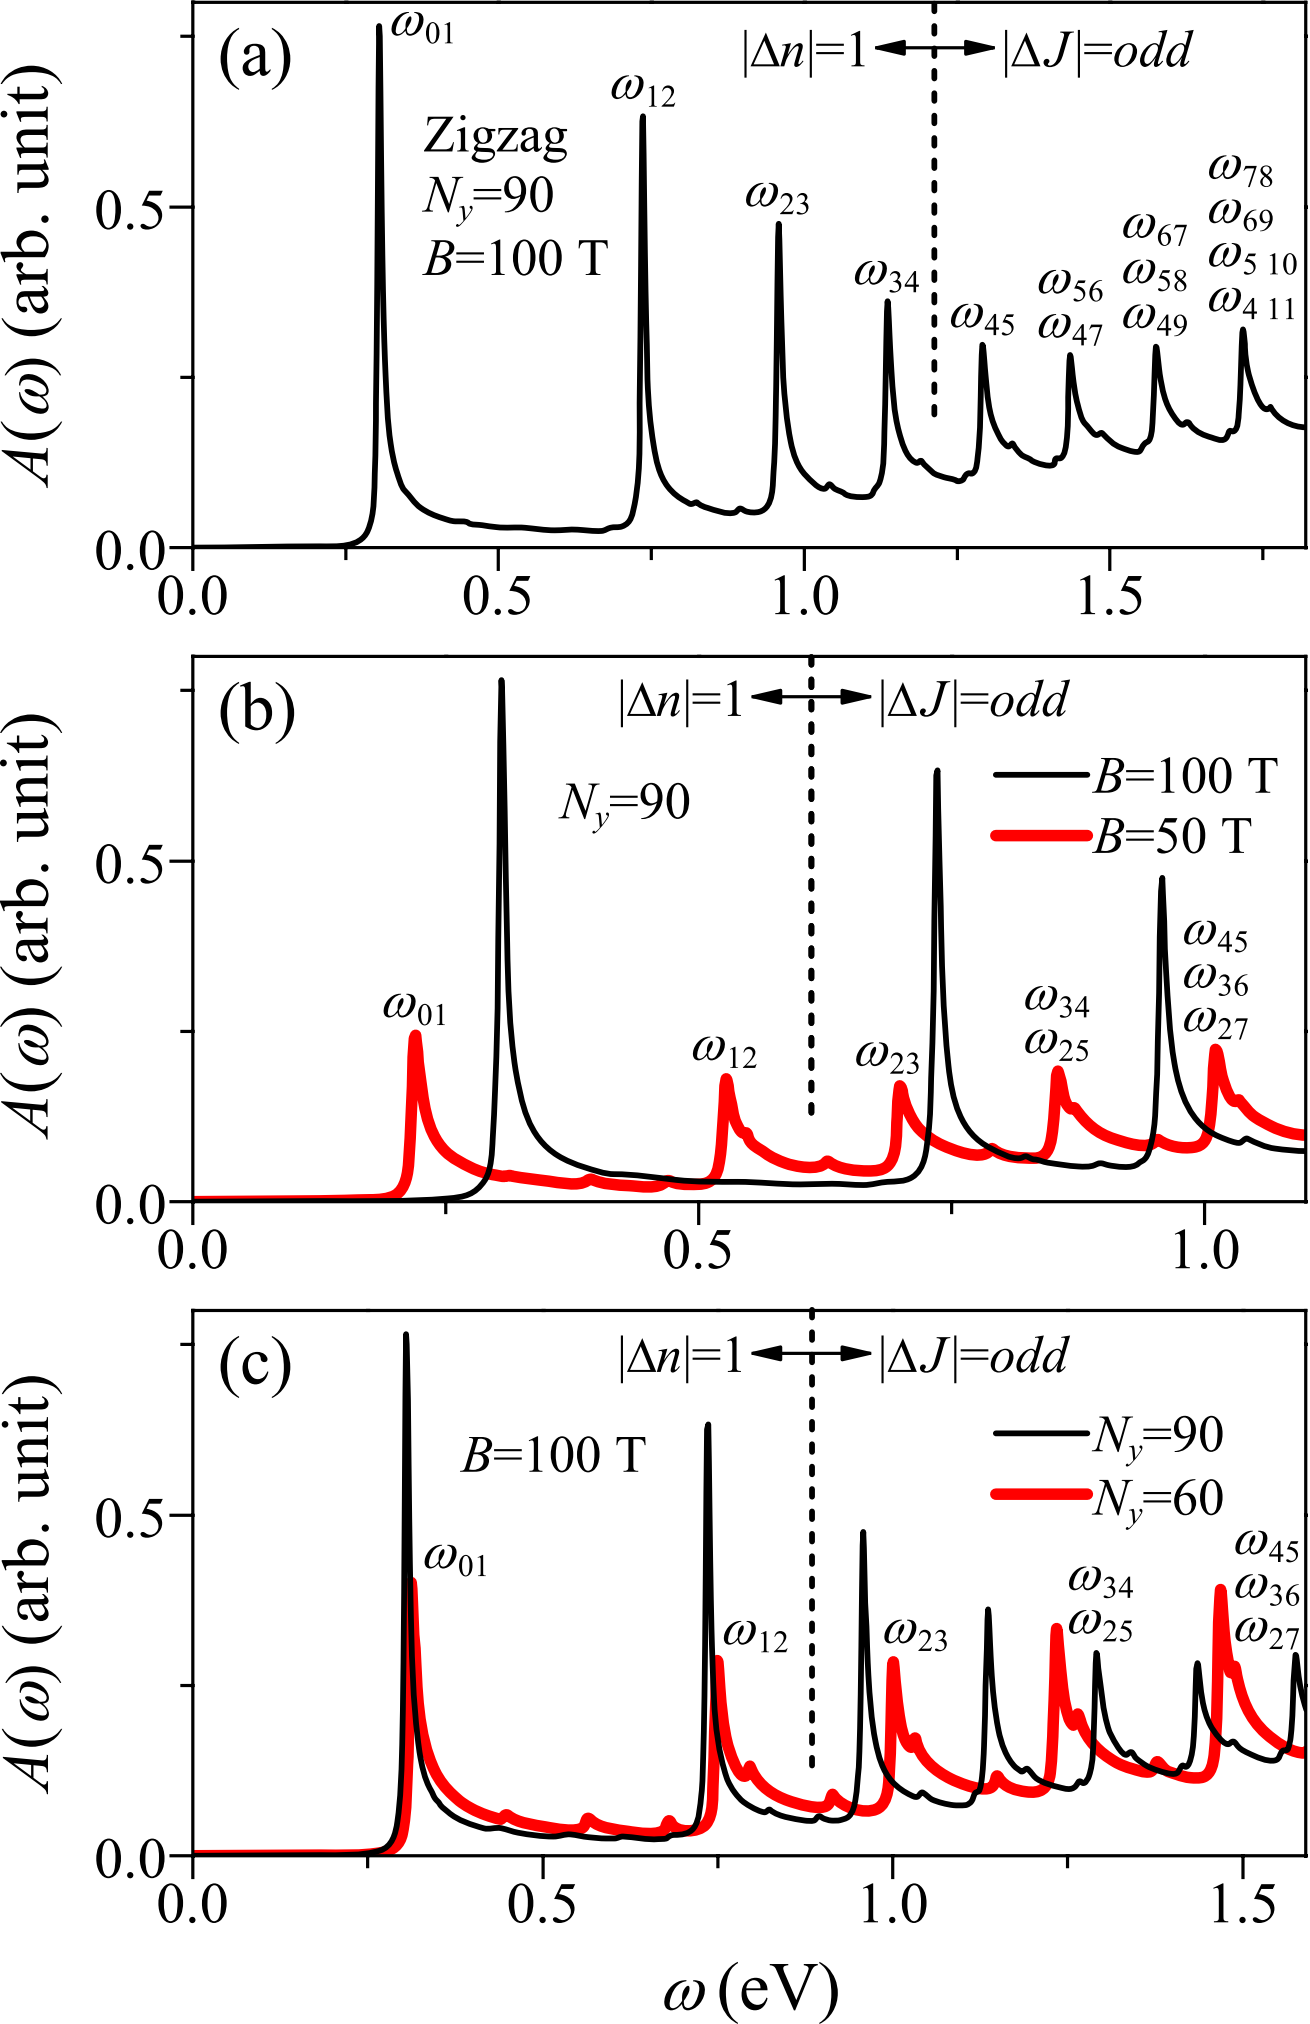 (a)
ω01
|Δn|=1
|ΔJ|=odd
ω12
Zigzag
Ny=90
B=100 T
ω23
ω34
ω45
ω56
ω47
ω67
ω58
ω49
ω78
ω69
ω5 10
ω4 11
A(ω) (arb. unit)
0.5
0.0
0.0 0.5 1.0 1.5
(b)
|Δn|=1
|ΔJ|=odd
Ny=90
B=100 T
B=50 T
ω01
ω12
ω23
ω34
ω25
ω45
ω36
ω27
A(ω) (arb. unit)
0.5
0.0
0.0 0.5 1.0
(c)
|Δn|=1
|ΔJ|=odd
B=100 T
Ny=90
Ny=60
ω01
ω12
ω23
ω34
ω25
ω45
ω36
ω27
A(ω) (arb. unit)
0.5
0.0
0.0 0.5 1.0 1.5
ω (eV)